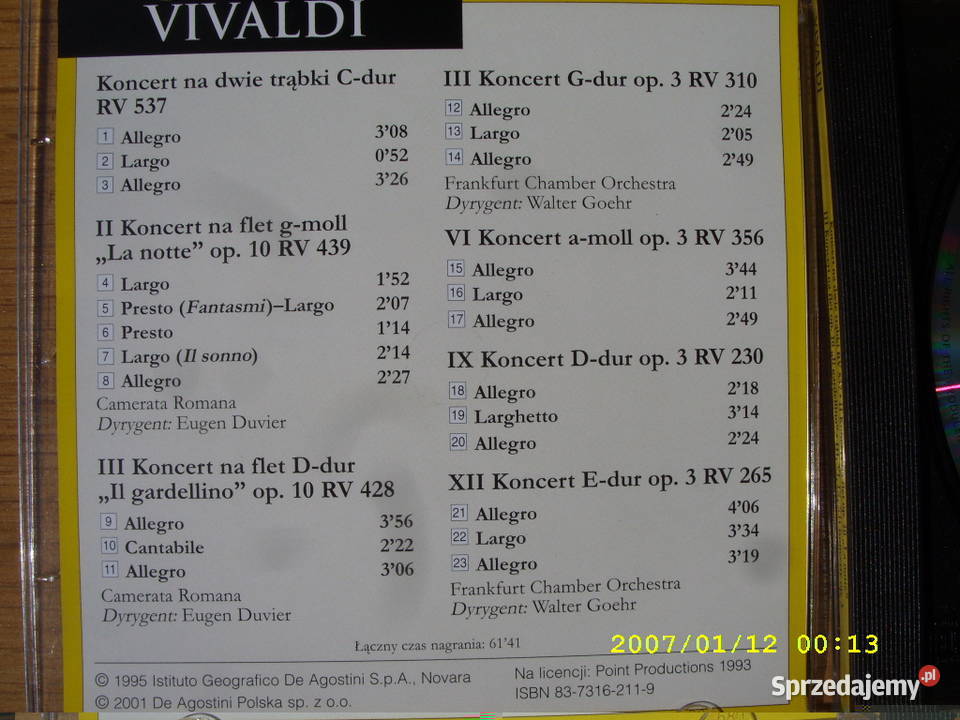 VIVALDI
Koncert na dwie trąbki C-dur
RV 537
1 Allegro 3’08
2 Largo 0’52
3 Allegro 3’26
II Koncert na flet g-moll
„La notte” op. 10 RV 439
4 Largo 1’52
5 Presto (Fantasmi)–Largo 2’07
6 Presto 1’14
7 Largo (Il sonno) 2’14
8 Allegro 2’27
Camerata Romana
Dyrygent: Eugen Duvier
III Koncert na flet D-dur
„Il gardellino” op. 10 RV 428
9 Allegro 3’56
10 Cantabile 2’22
11 Allegro 3’06
Camerata Romana
Dyrygent: Eugen Duvier
III Koncert G-dur op. 3 RV 310
12 Allegro 2’24
13 Largo 2’05
14 Allegro 2’49
Frankfurt Chamber Orchestra
Dyrygent: Walter Goehr
VI Koncert a-moll op. 3 RV 356
15 Allegro 3’44
16 Largo 2’11
17 Allegro 2’49
IX Koncert D-dur op. 3 RV 230
18 Allegro 2’18
19 Larghetto 3’14
20 Allegro 2’24
XII Koncert E-dur op. 3 RV 265
21 Allegro 4’06
22 Largo 3’34
23 Allegro 3’19
Frankfurt Chamber Orchestra
Dyrygent: Walter Goehr
Łączny czas nagrania: 61’41
© 1995 Istituto Geografico De Agostini S.p.A., Novara
© 2001 De Agostini Polska sp. z o.o.
Na licencji: Point Productions 1993
ISBN 83-7316-211-9
2007/01/12 00:13
Sprzedajemy.pl